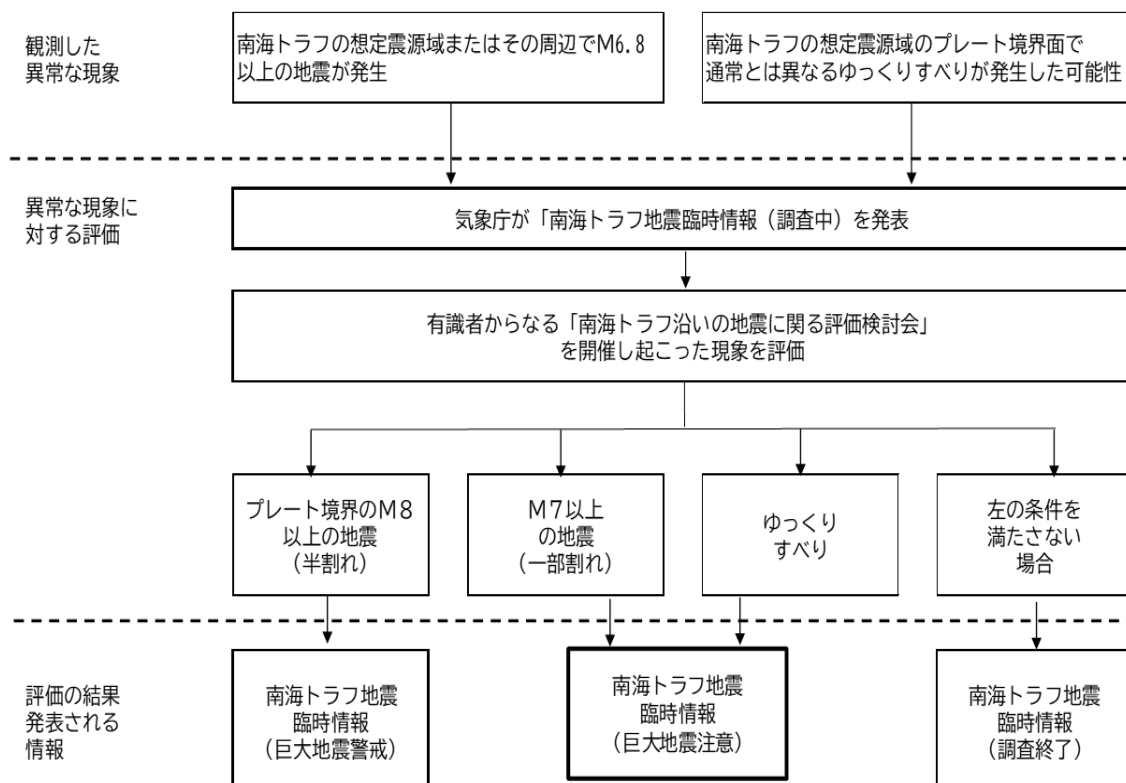 観測した
異常な現象
南海トラフの想定震源域またはその周辺でM6.8
以上の地震が発生
南海トラフの想定震源域のプレート境界面で
通常とは異なるゆっくりすべりが発生した可能性
異常な現象に
対する評価
気象庁が「南海トラフ地震臨時情報（調査中）を発表
有識者からなる「南海トラフ沿いの地震に関る評価検討会」
を開催し起こった現象を評価
プレート境界のM8
以上の地震
（半割れ）
M７以上
の地震
（一部割れ）
ゆっくり
すべり
左の条件を
満たさない
場合
評価の結果
発表される
情報
南海トラフ地震
臨時情報
（巨大地震警戒）
南海トラフ地震
臨時情報
（巨大地震注意）
南海トラフ地震
臨時情報
（調査終了）